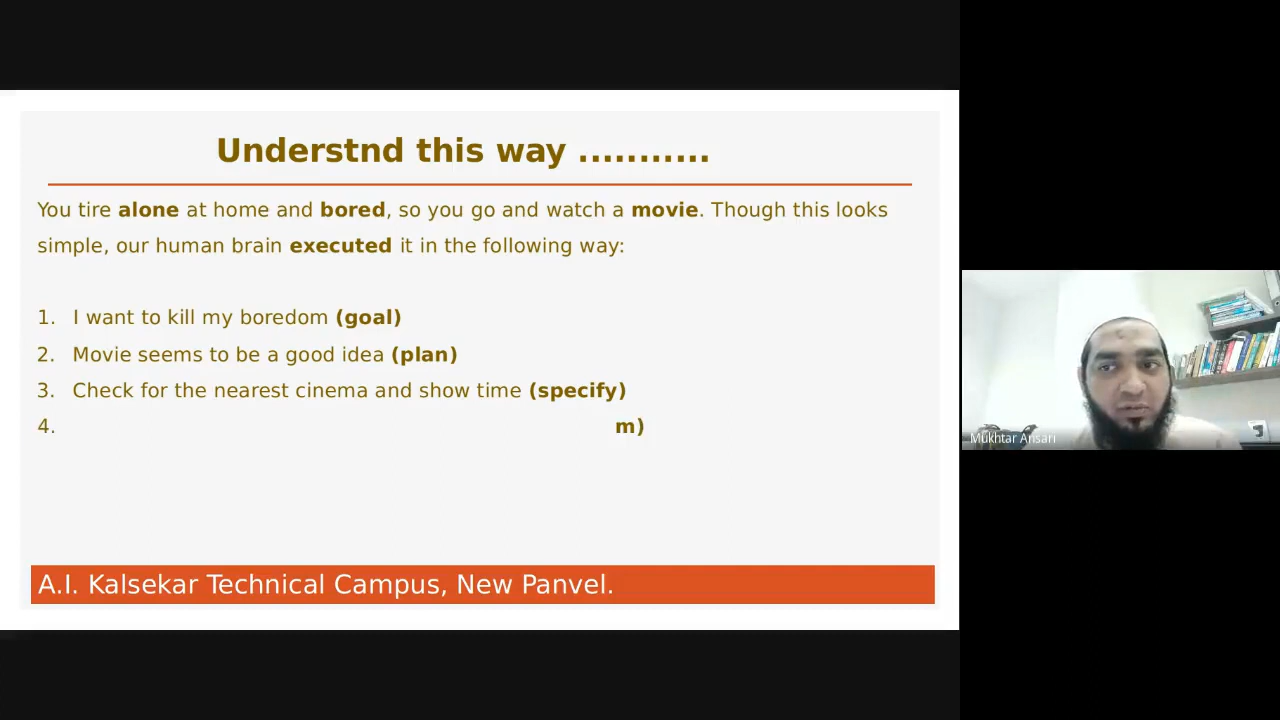 Understnd this way ...........
You tire alone at home and bored, so you go and watch a movie. Though this looks
simple, our human brain executed it in the following way:
1. I want to kill my boredom (goal)
2. Movie seems to be a good idea (plan)
3. Check for the nearest cinema and show time (specify)
4. m)
A.I. Kalsekar Technical Campus, New Panvel.
Mukhtar Ansari